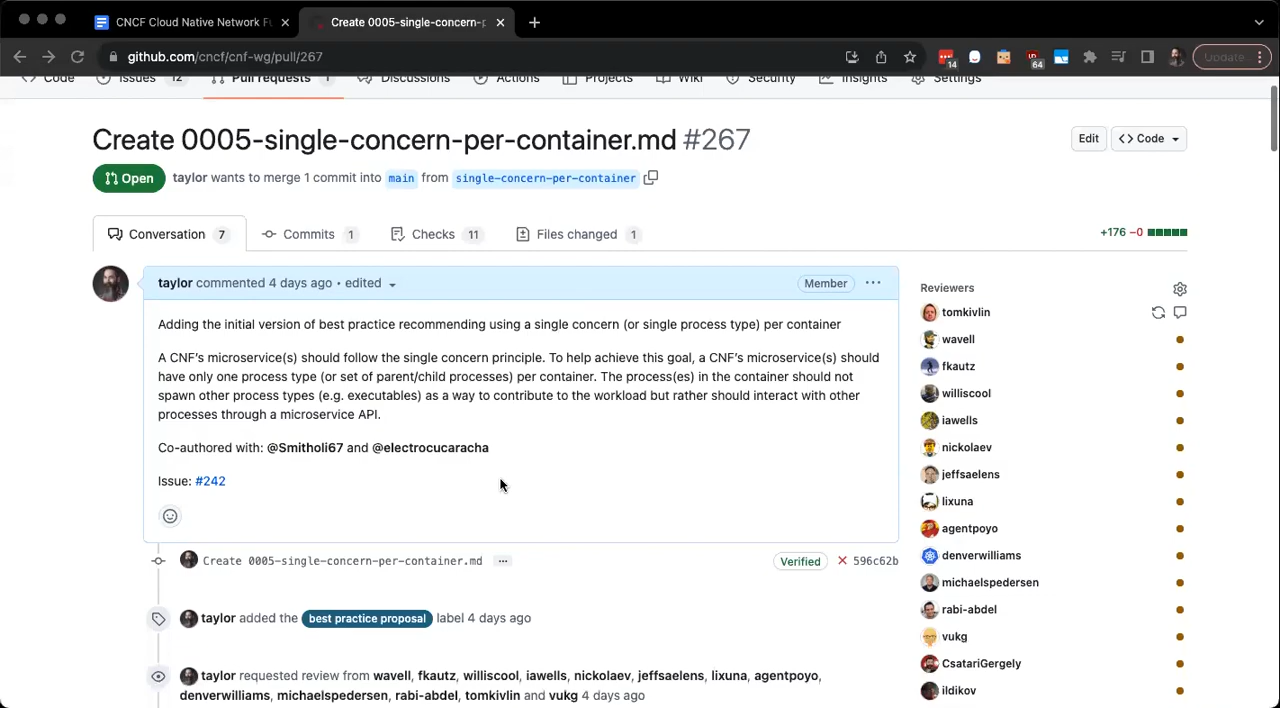 CNCF Cloud Native Network Fu
Create 0005-single-concern-p
github.com/cncf/cnf-wg/pull/267
14
64
Update
Code
Issues 12
Pull requests 1
Discussions
Actions
Projects
Wiki
Security
Insights
Settings
Create 0005-single-concern-per-container.md #267
Edit
<> Code
Open
taylor wants to merge 1 commit into main from single-concern-per-container
Conversation 7
Commits 1
Checks 11
Files changed 1
+176 −0
taylor commented 4 days ago • edited
Member
Adding the initial version of best practice recommending using a single concern (or single process type) per container
A CNF's microservice(s) should follow the single concern principle. To help achieve this goal, a CNF's microservice(s) should
have only one process type (or set of parent/child processes) per container. The process(es) in the container should not
spawn other process types (e.g. executables) as a way to contribute to the workload but rather should interact with other
processes through a microservice API.
Co-authored with: @Smitholi67 and @electrocucaracha
Issue: #242
Create 0005-single-concern-per-container.md
Verified
596c62b
taylor added the best practice proposal label 4 days ago
taylor requested review from wavell, fkautz, williscool, iawells, nickolaev, jeffsaelens, lixuna, agentpoyo,
denverwilliams, michaelspedersen, rabi-abdel, tomkivlin and vukg 4 days ago
Reviewers
tomkivlin
wavell
fkautz
williscool
iawells
nickolaev
jeffsaelens
lixuna
agentpoyo
denverwilliams
michaelspedersen
rabi-abdel
vukg
CsatariGergely
ildikov